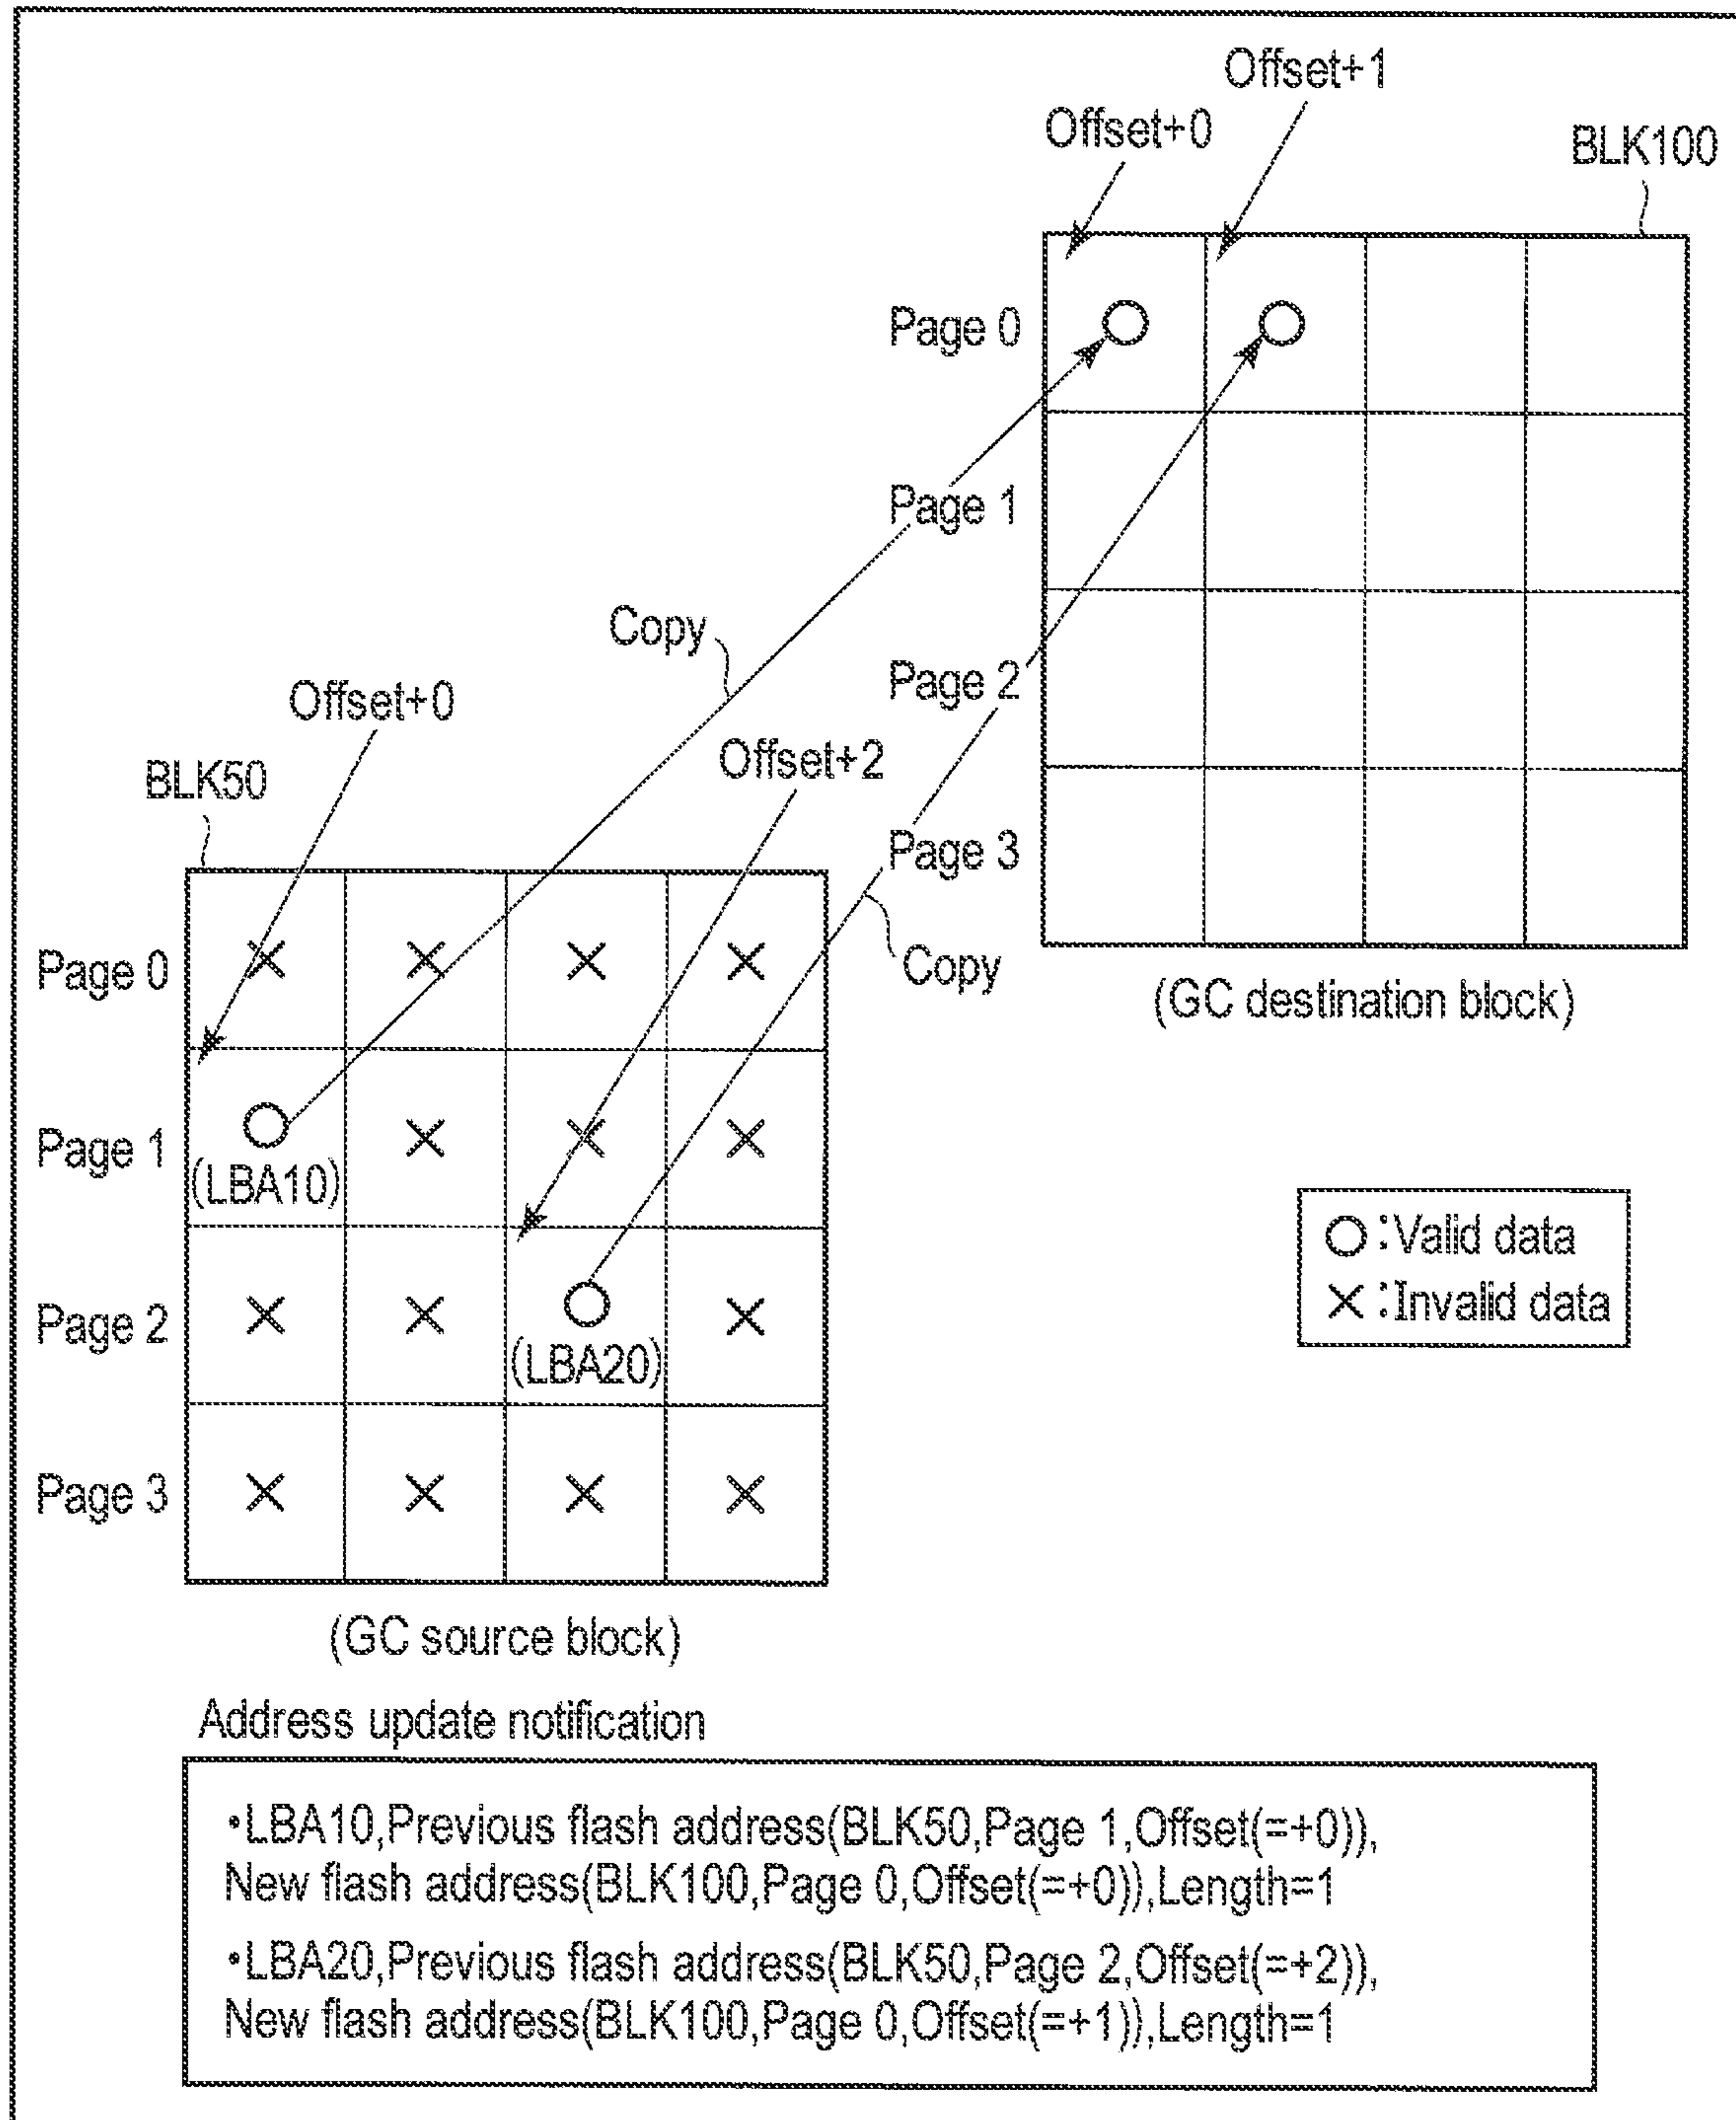 Offset+1
Offset+0
BLK100
Page 0
Page 1
Page 2
Page 3
Copy
Copy
(GC destination block)
Offset+0
Offset+2
BLK50
Page 0
Page 1
(LBA10)
Page 2
(LBA20)
Page 3
(GC source block)
○:Valid data
×:Invalid data
Address update notification
•LBA10,Previous flash address(BLK50,Page 1,Offset(=+0)),
New flash address(BLK100,Page 0,Offset(=+0)),Length=1
•LBA20,Previous flash address(BLK50,Page 2,Offset(=+2)),
New flash address(BLK100,Page 0,Offset(=+1)),Length=1